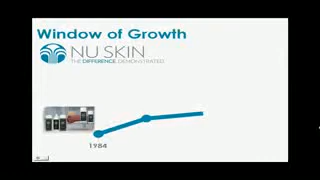 Window of Growth
NU SKIN
THE DIFFERENCE. DEMONSTRATED.
1984